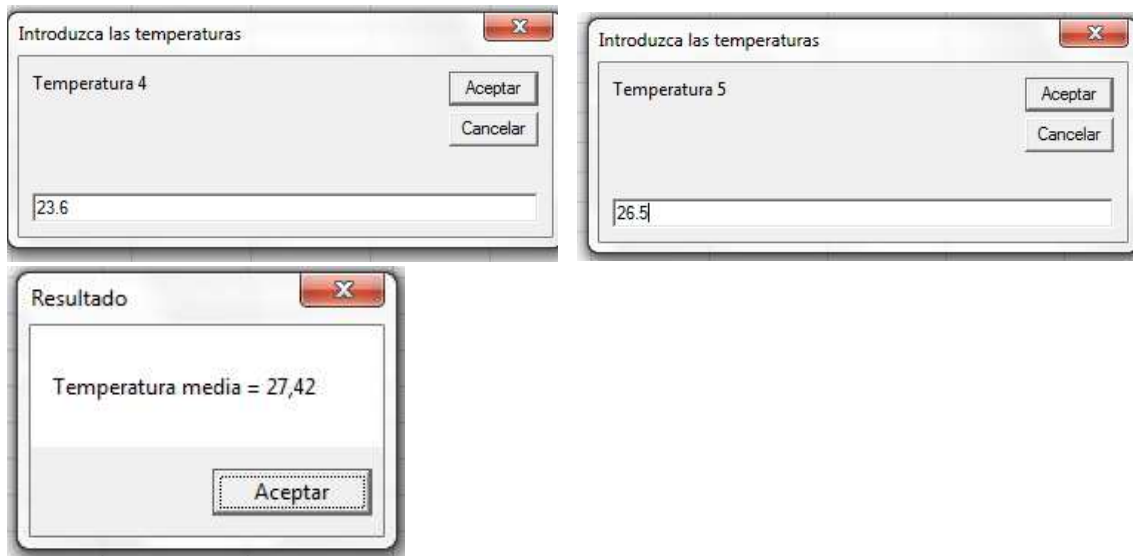 Introduzca las temperaturas
Temperatura 4
Aceptar
Cancelar
23.6
Introduzca las temperaturas
Temperatura 5
Aceptar
Cancelar
26.5
Resultado
Temperatura media = 27,42
Aceptar